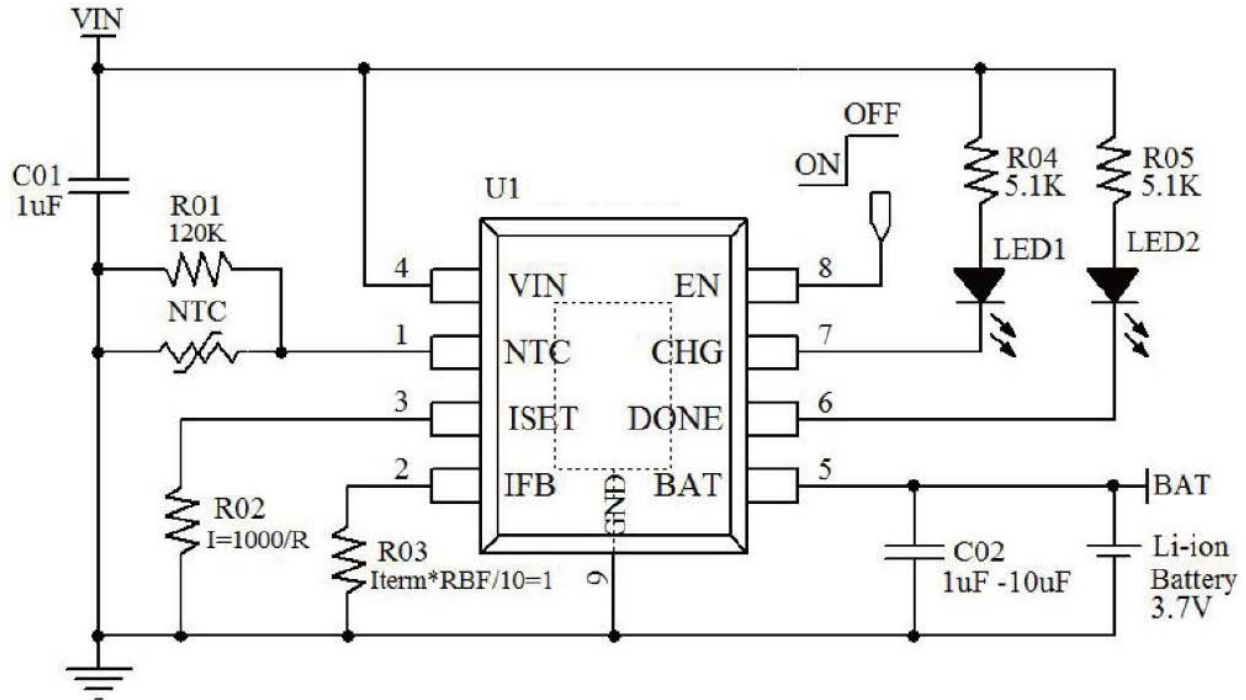 VIN
OFF
ON
C01
1uF
R01
120K
NTC
U1
R04
5.1K
R05
5.1K
LED1
LED2
4
VIN
EN
8
1
NTC
CHG
7
3
ISET
DONE
6
2
IFB
BAT
5
GND
9
R02
I=1000/R
R03
Iterm*RBF/10=1
C02
1uF -10uF
BAT
Li-ion
Battery
3.7V